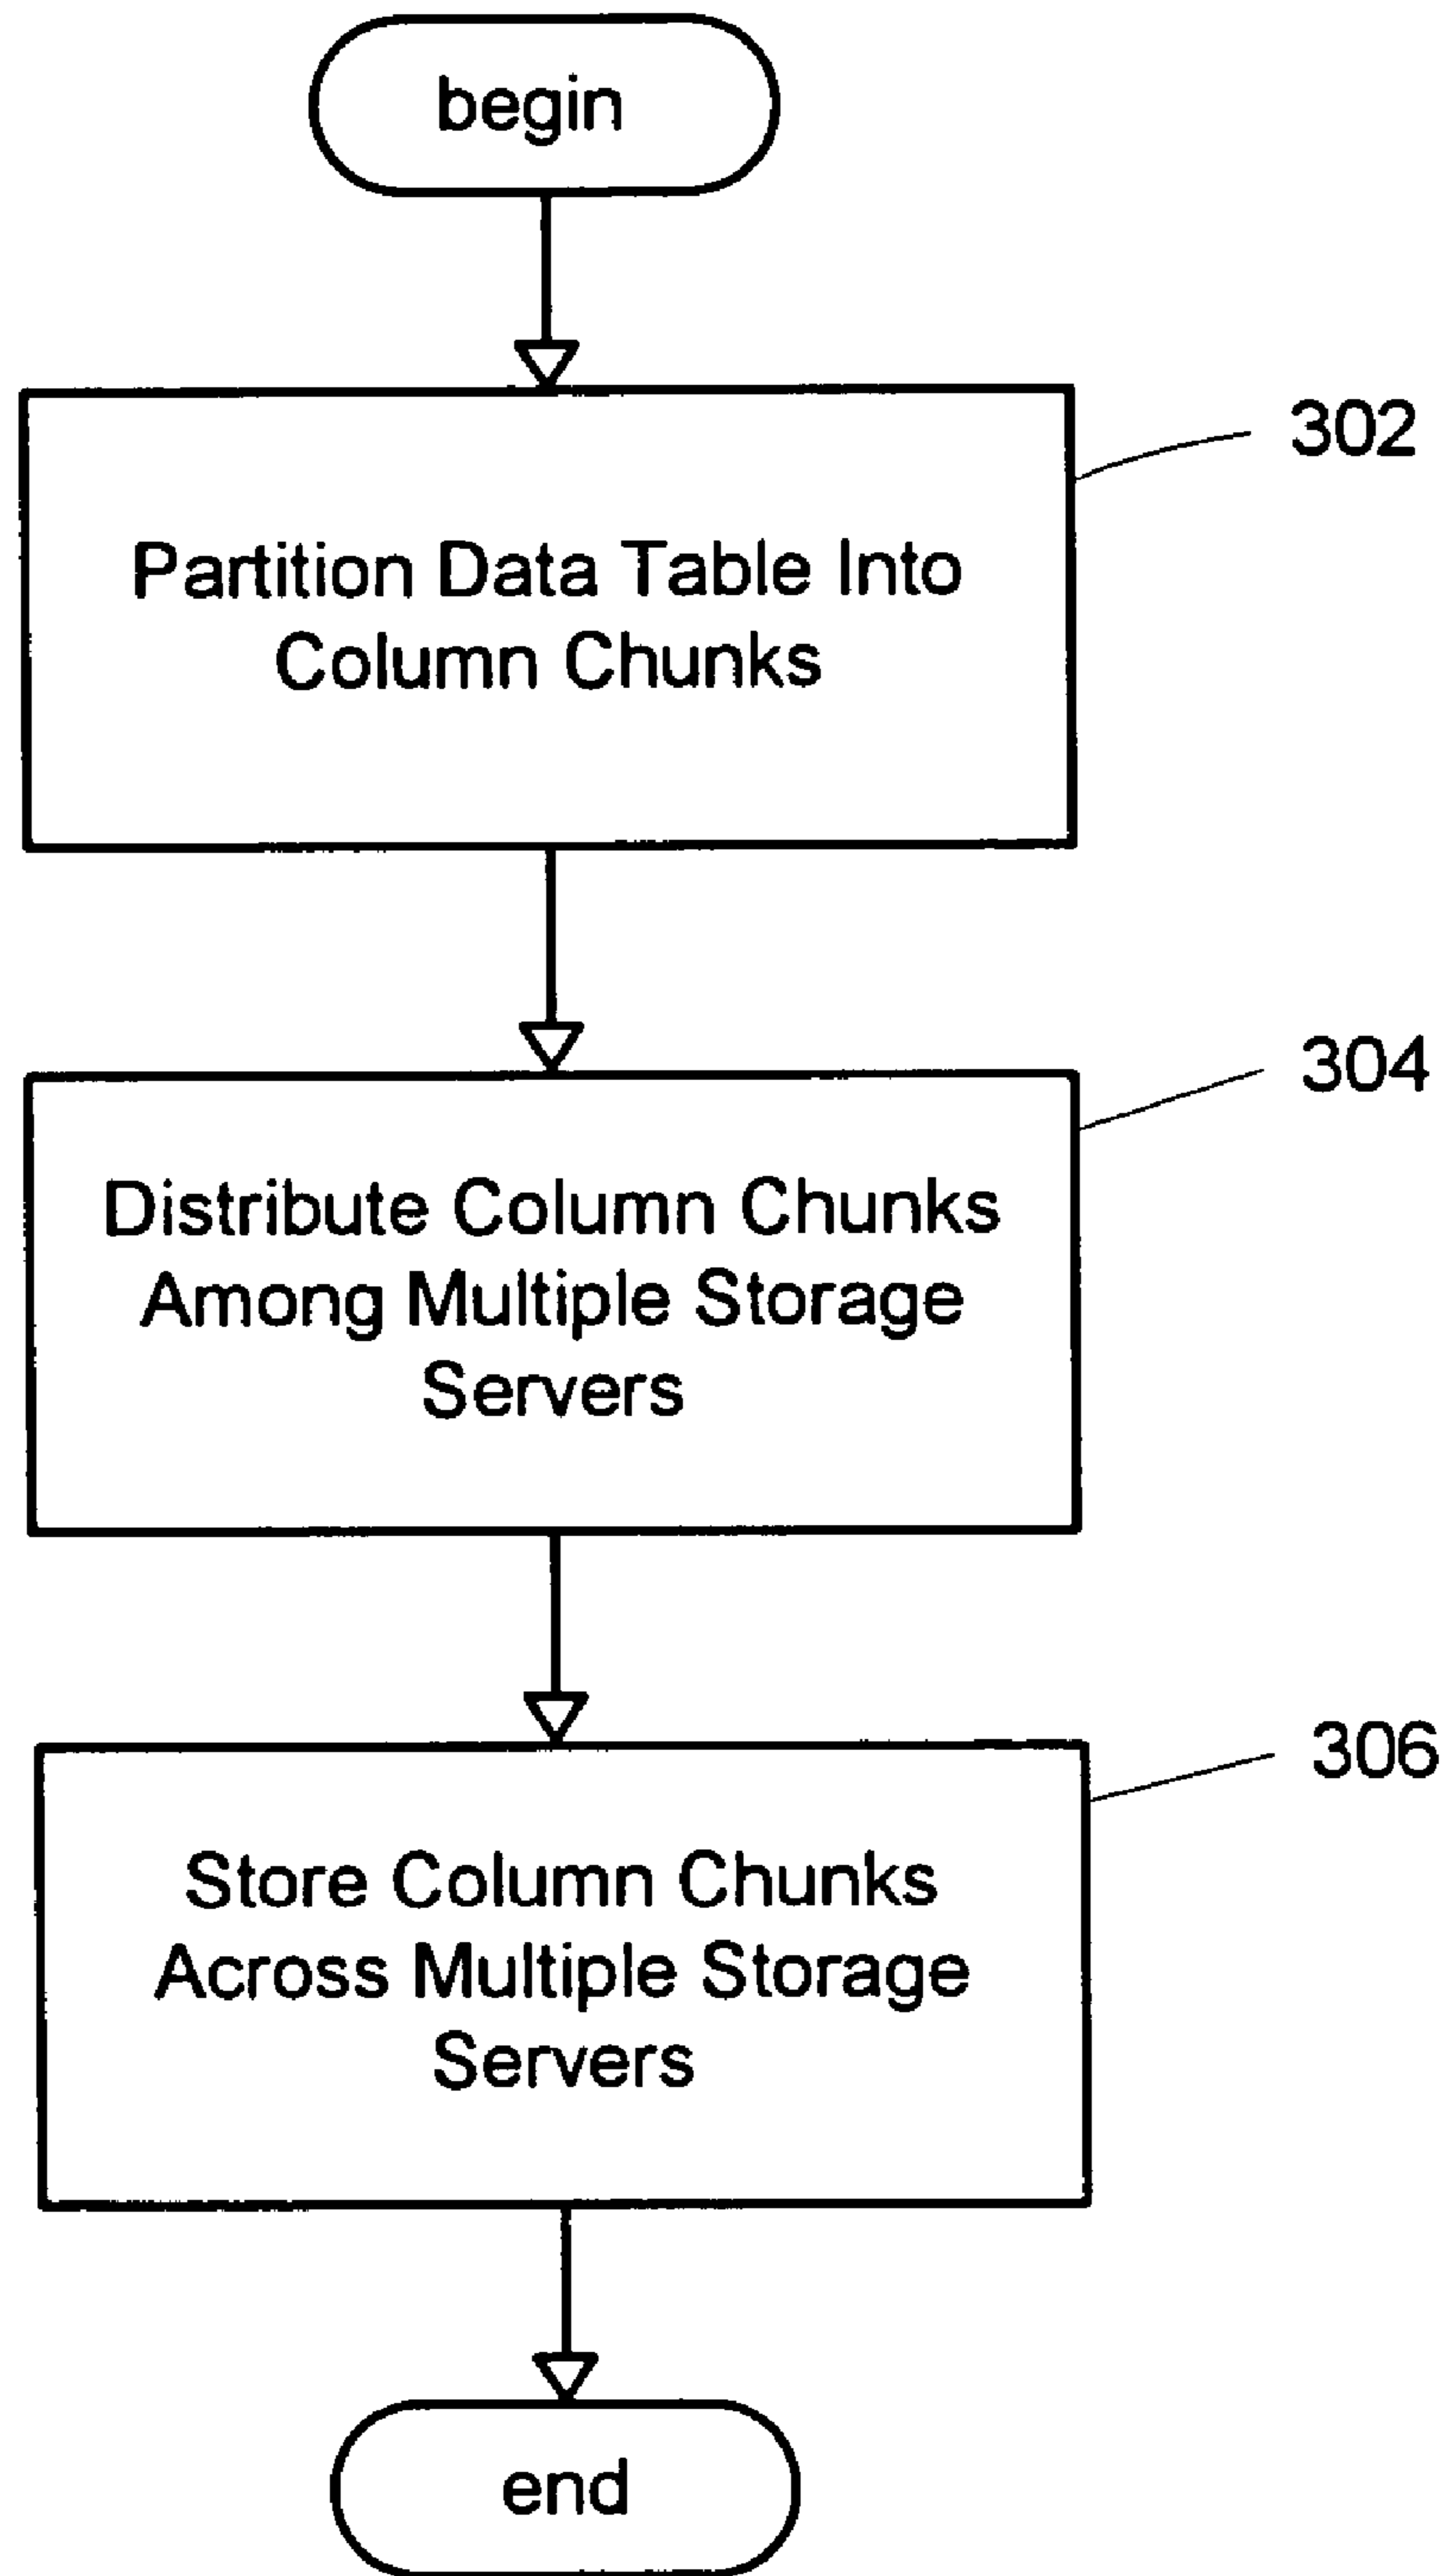 begin
302
Partition Data Table Into
Column Chunks
304
Distribute Column Chunks
Among Multiple Storage
Servers
306
Store Column Chunks
Across Multiple Storage
Servers
end